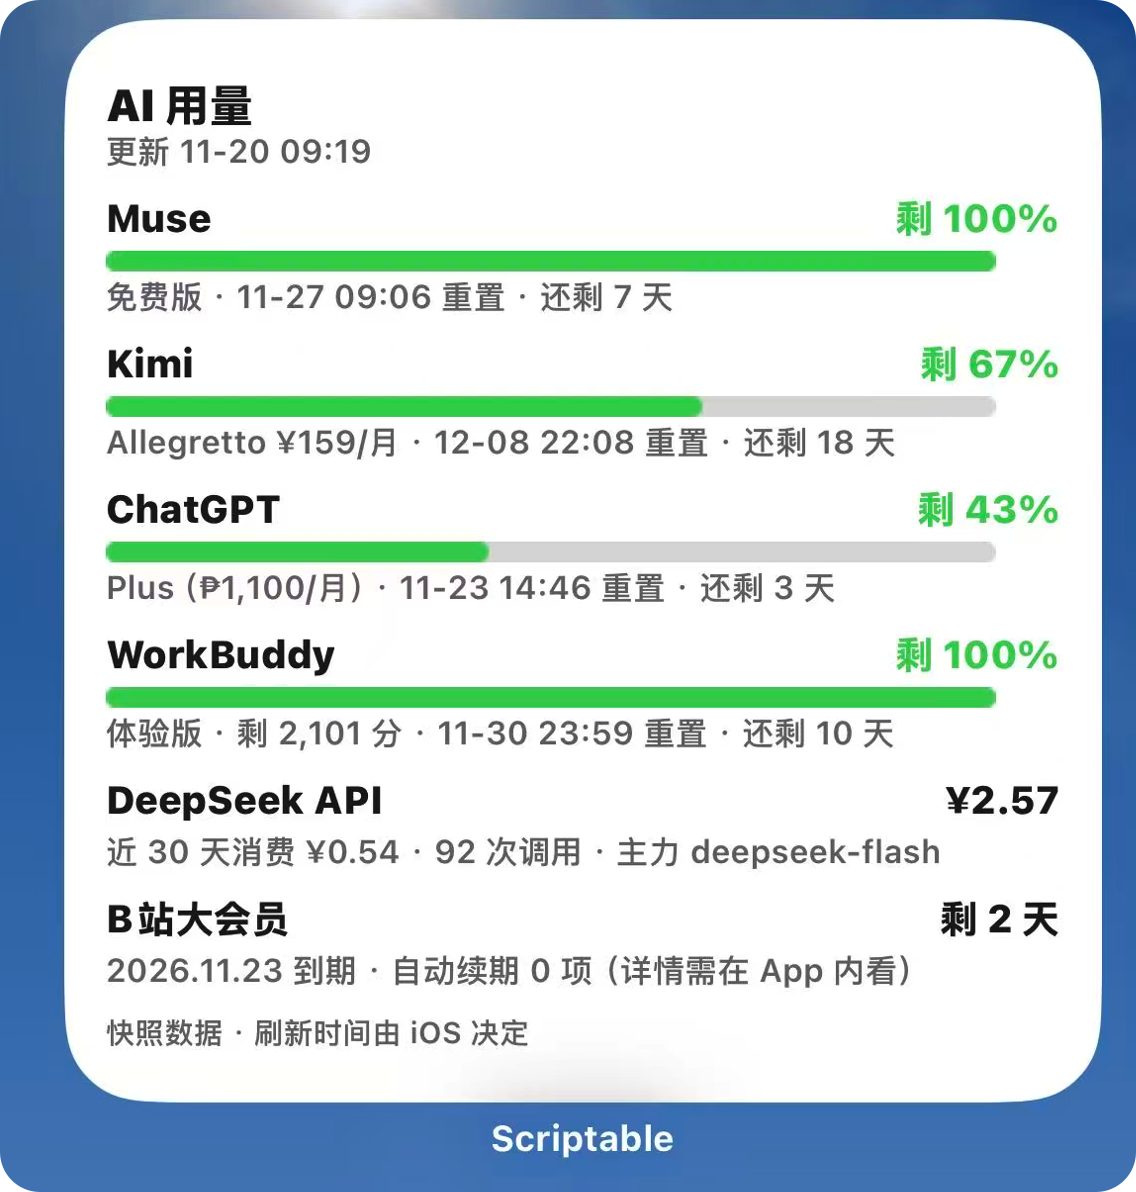 AI 用量
更新 11-20 09:19
Muse 剩 100%
免费版 · 11-27 09:06 重置 · 还剩 7 天
Kimi 剩 67%
Allegretto ¥159/月 · 12-08 22:08 重置 · 还剩 18 天
ChatGPT 剩 43%
Plus (₱1,100/月) · 11-23 14:46 重置 · 还剩 3 天
WorkBuddy 剩 100%
体验版 · 剩 2,101 分 · 11-30 23:59 重置 · 还剩 10 天
DeepSeek API ¥2.57
近 30 天消费 ¥0.54 · 92 次调用 · 主力 deepseek-flash
B站大会员 剩 2 天
2026.11.23 到期 · 自动续期 0 项（详情需在 App 内看）
快照数据 · 刷新时间由 iOS 决定
Scriptable